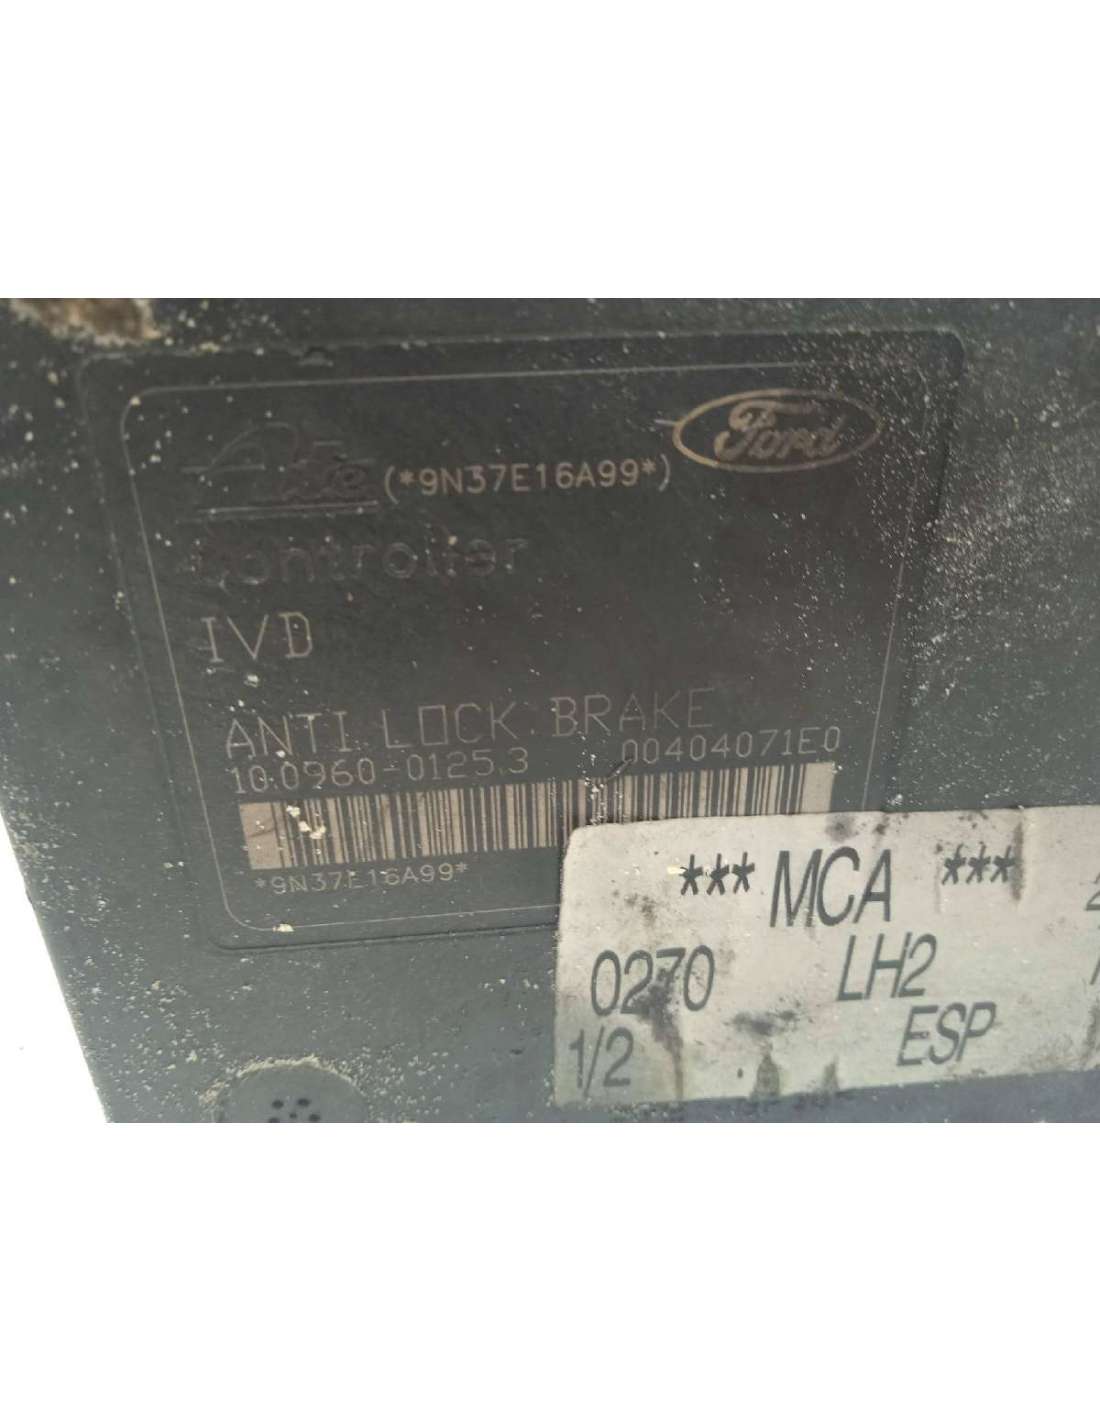 Ate (*9N37E16A99*) Ford
Controller
IVD
ANTI LOCK BRAKE
10.0960-0125.3 00404071E0
*9N37E16A99*
***MCA ***
0270 LH2
1/2 ESP